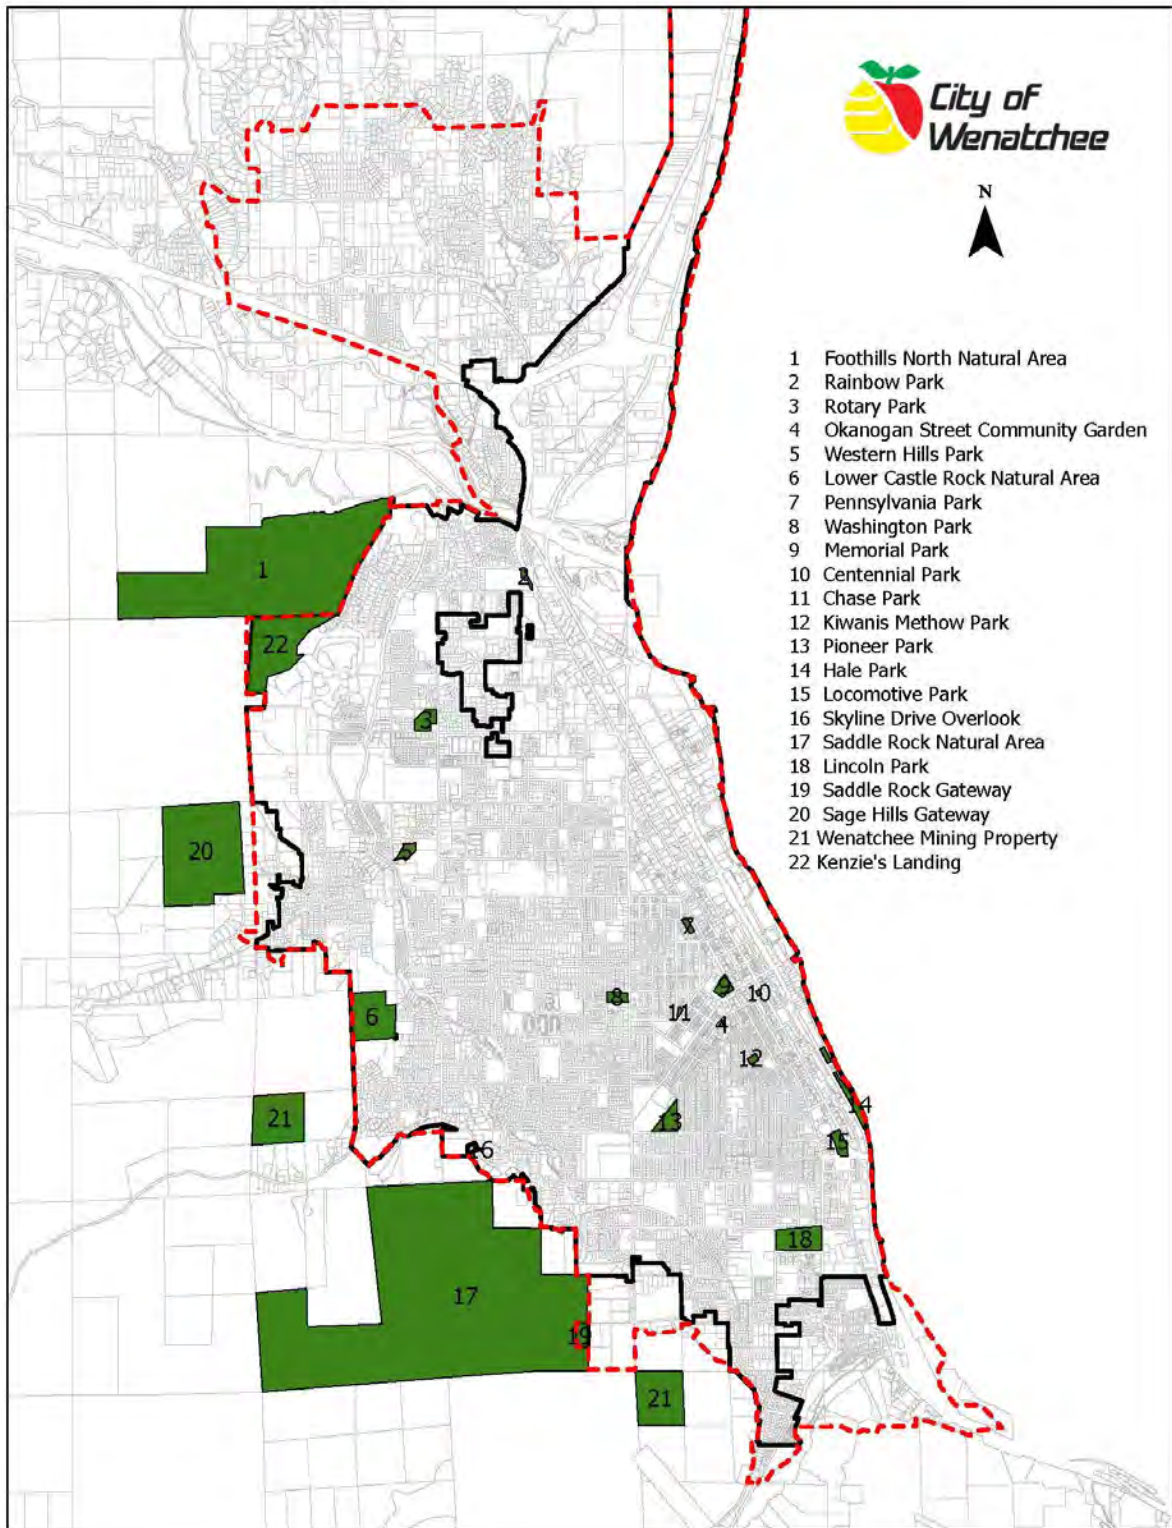 City of
Wenatchee
N
1 Foothills North Natural Area
2 Rainbow Park
3 Rotary Park
4 Okanogan Street Community Garden
5 Western Hills Park
6 Lower Castle Rock Natural Area
7 Pennsylvania Park
8 Washington Park
9 Memorial Park
10 Centennial Park
11 Chase Park
12 Kiwanis Methow Park
13 Pioneer Park
14 Hale Park
15 Locomotive Park
16 Skyline Drive Overlook
17 Saddle Rock Natural Area
18 Lincoln Park
19 Saddle Rock Gateway
20 Sage Hills Gateway
21 Wenatchee Mining Property
22 Kenzie's Landing
1
2
22
3
20
5
7
9
10
8
11
4
6
12
14
21
13
15
16
18
17
19
21